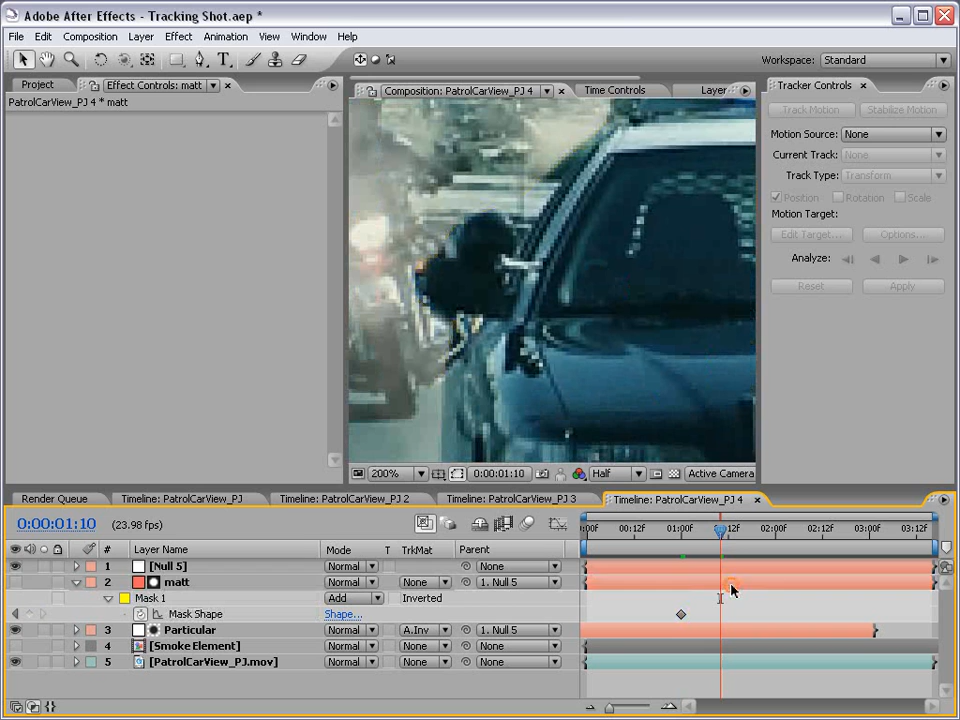 Adobe After Effects - Tracking Shot.aep *
File Edit Composition Layer Effect Animation View Window Help
Workspace: Standard
Project Effect Controls: matt
PatrolCarView_PJ 4 * matt
Composition: PatrolCarView_PJ 4 Time Controls Layer
200% 0:00:01:10 Half Active Camera
Tracker Controls
Track Motion Stabilize Motion
Motion Source: None
Current Track: None
Track Type: Transform
Position Rotation Scale
Motion Target:
Edit Target... Options...
Analyze:
Reset Apply
Render Queue Timeline: PatrolCarView_PJ Timeline: PatrolCarView_PJ 2 Timeline: PatrolCarView_PJ 3 Timeline: PatrolCarView_PJ 4
0:00:01:10 (23.98 fps) :00f 00:12f 01:00f 12f 02:00f 02:12f 03:00f 03:12f
# Layer Name Mode T TrkMat Parent
1 [Null 5] Normal None
2 matt Normal None 1. Null 5
Mask 1 Add Inverted
Mask Shape Shape...
3 Particular Normal A.Inv 1. Null 5
4 [Smoke Element] Normal None None
5 [PatrolCarView_PJ.mov] Normal None None